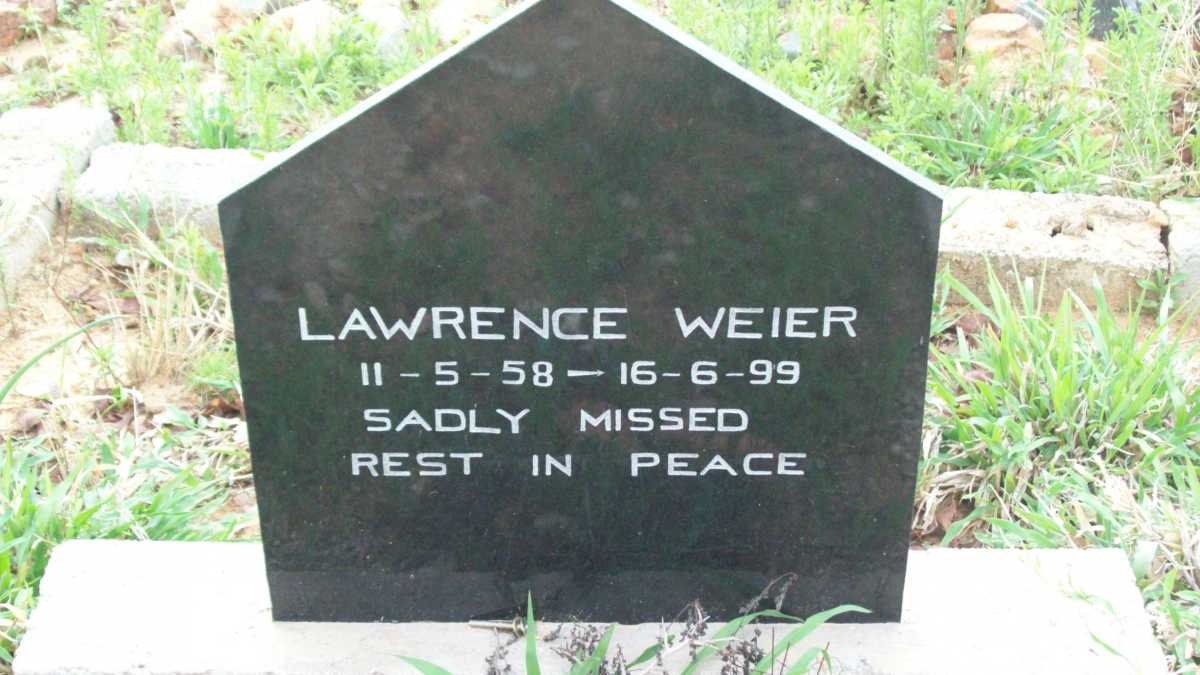 LAWRENCE WEIER
11-5-58 → 16-6-99
SADLY MISSED
REST IN PEACE